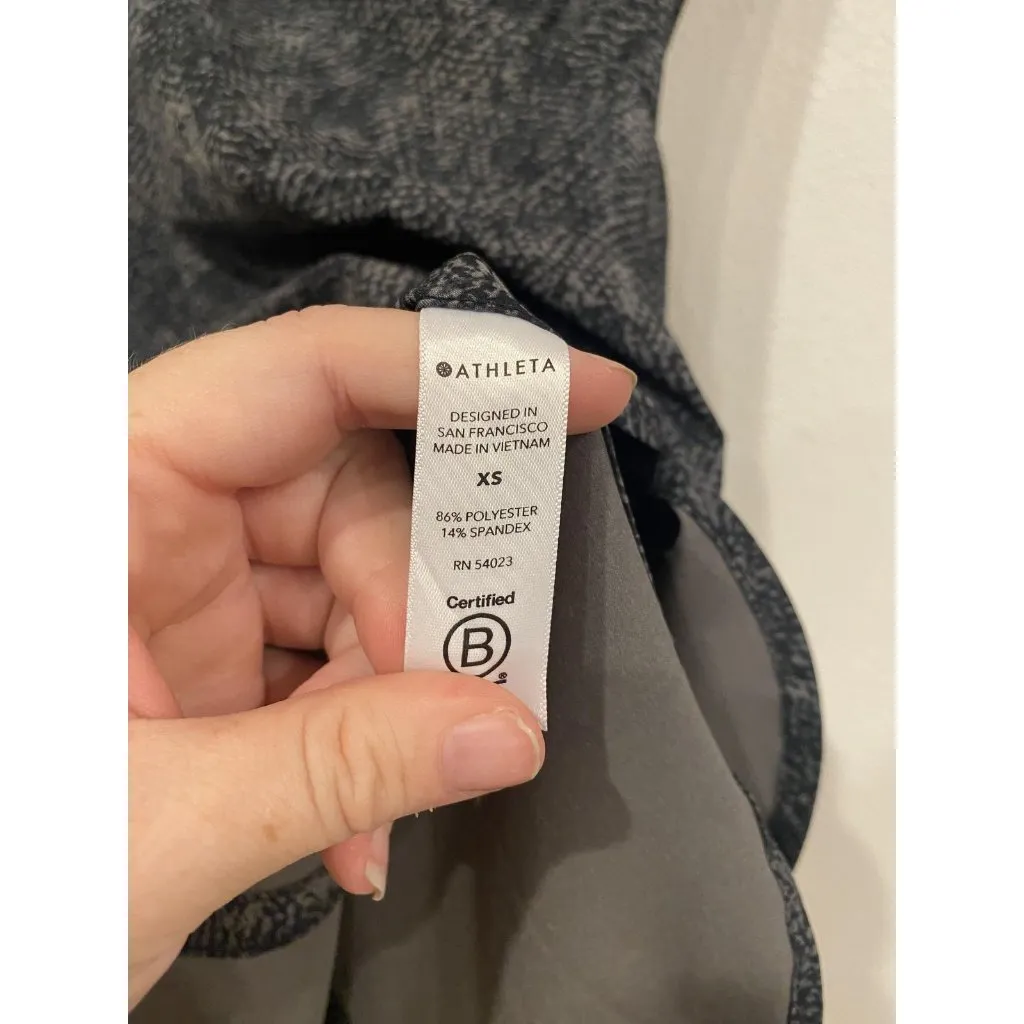 ATHLETA
DESIGNED IN
SAN FRANCISCO
MADE IN VIETNAM
XS
86% POLYESTER
14% SPANDEX
RN 54023
Certified
B
®